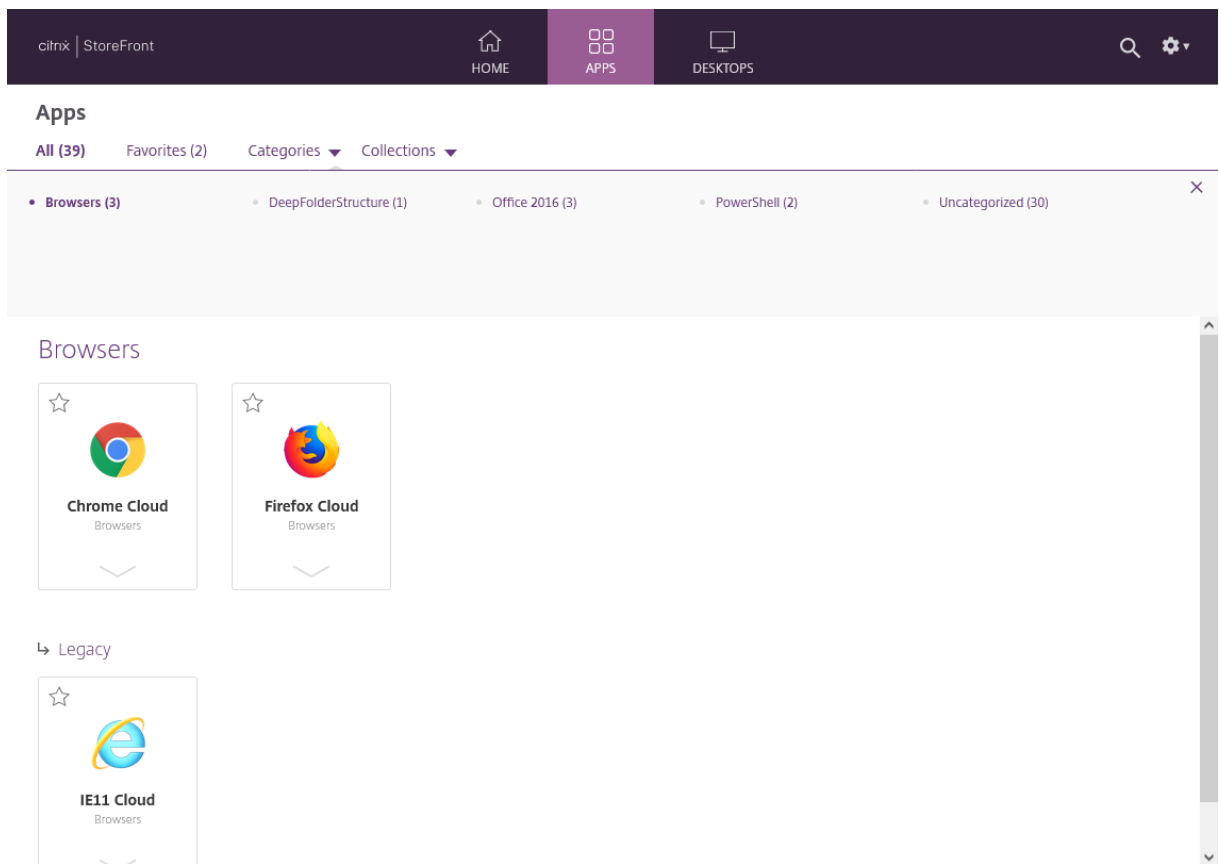 citrix | StoreFront
HOME
APPS
DESKTOPS
Apps
All (39) Favorites (2) Categories Collections
Browsers (3) DeepFolderStructure (1) Office 2016 (3) PowerShell (2) Uncategorized (30)
Browsers
Chrome Cloud
Browsers
Firefox Cloud
Browsers
Legacy
IE11 Cloud
Browsers